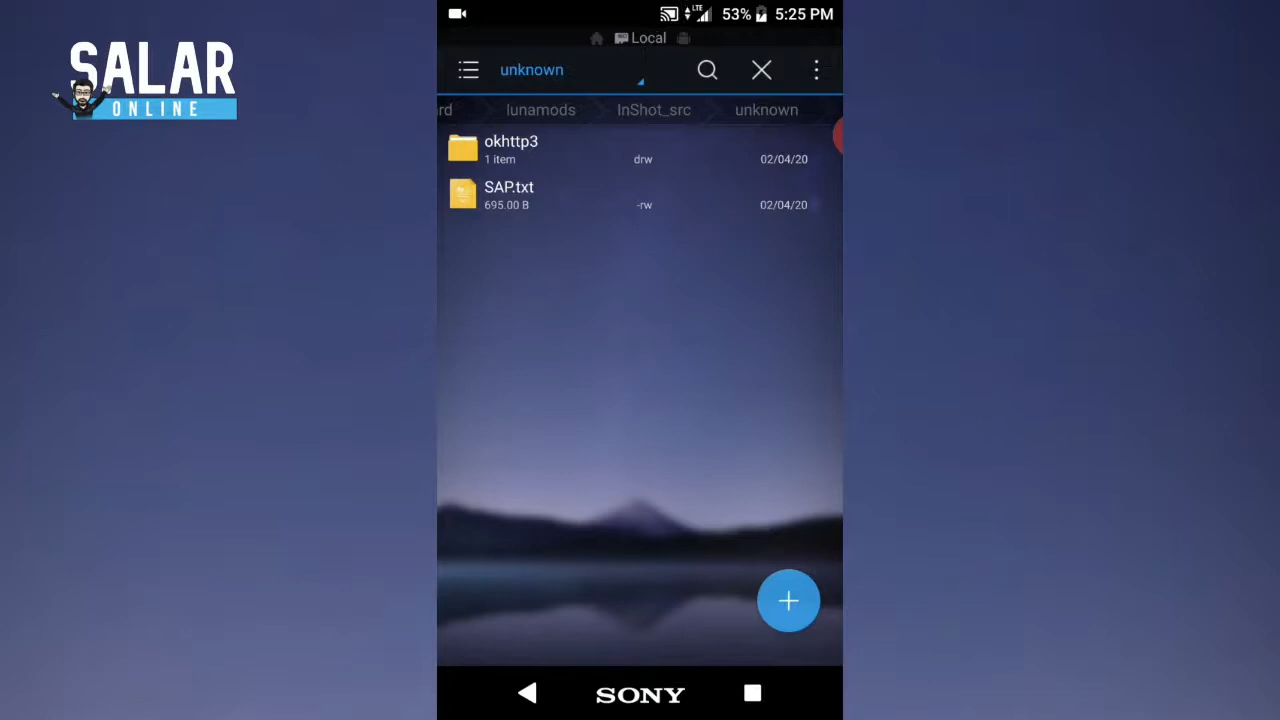 SALAR
ONLINE
LTE 53% 5:25 PM
Local
unknown
rd lunamods InShot_src unknown
okhttp3
1 item drw 02/04/20
SAP.txt
695.00 B -rw 02/04/20
SONY